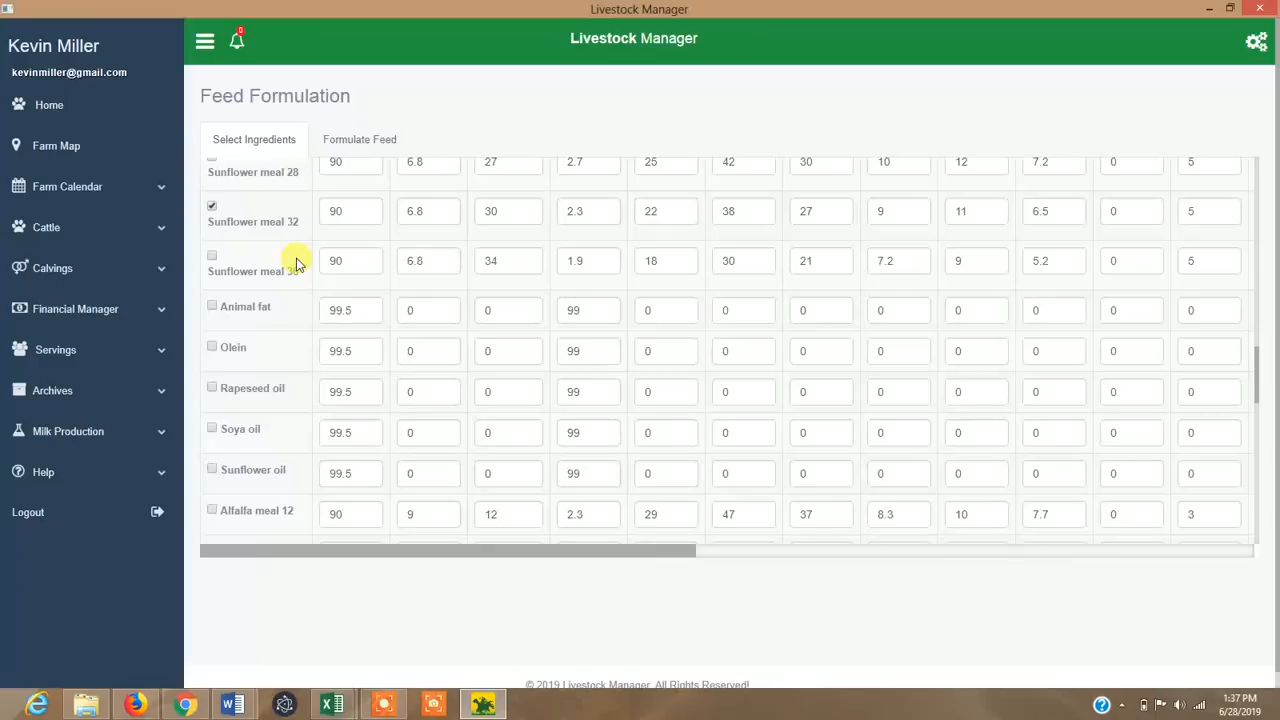 Livestock Manager
Kevin Miller
kevinmiller@gmail.com
Home
Farm Map
Farm Calendar
Cattle
Calvings
Financial Manager
Servings
Archives
Milk Production
Help
Logout
0
Livestock Manager
Feed Formulation
Select Ingredients Formulate Feed
Sunflower meal 28 90 6.8 27 2.7 25 42 30 10 12 7.2 0 5
Sunflower meal 32 90 6.8 30 2.3 22 38 27 9 11 6.5 0 5
Sunflower meal 90 6.8 34 1.9 18 30 21 7.2 9 5.2 0 5
Animal fat 99.5 0 0 99 0 0 0 0 0 0 0 0
Olein 99.5 0 0 99 0 0 0 0 0 0 0 0
Rapeseed oil 99.5 0 0 99 0 0 0 0 0 0 0 0
Soya oil 99.5 0 0 99 0 0 0 0 0 0 0 0
Sunflower oil 99.5 0 0 99 0 0 0 0 0 0 0 0
Alfalfa meal 12 90 9 12 2.3 29 47 37 8.3 10 7.7 0 3
© 2019 Livestock Manager. All Rights Reserved!
1:37 PM
6/28/2019